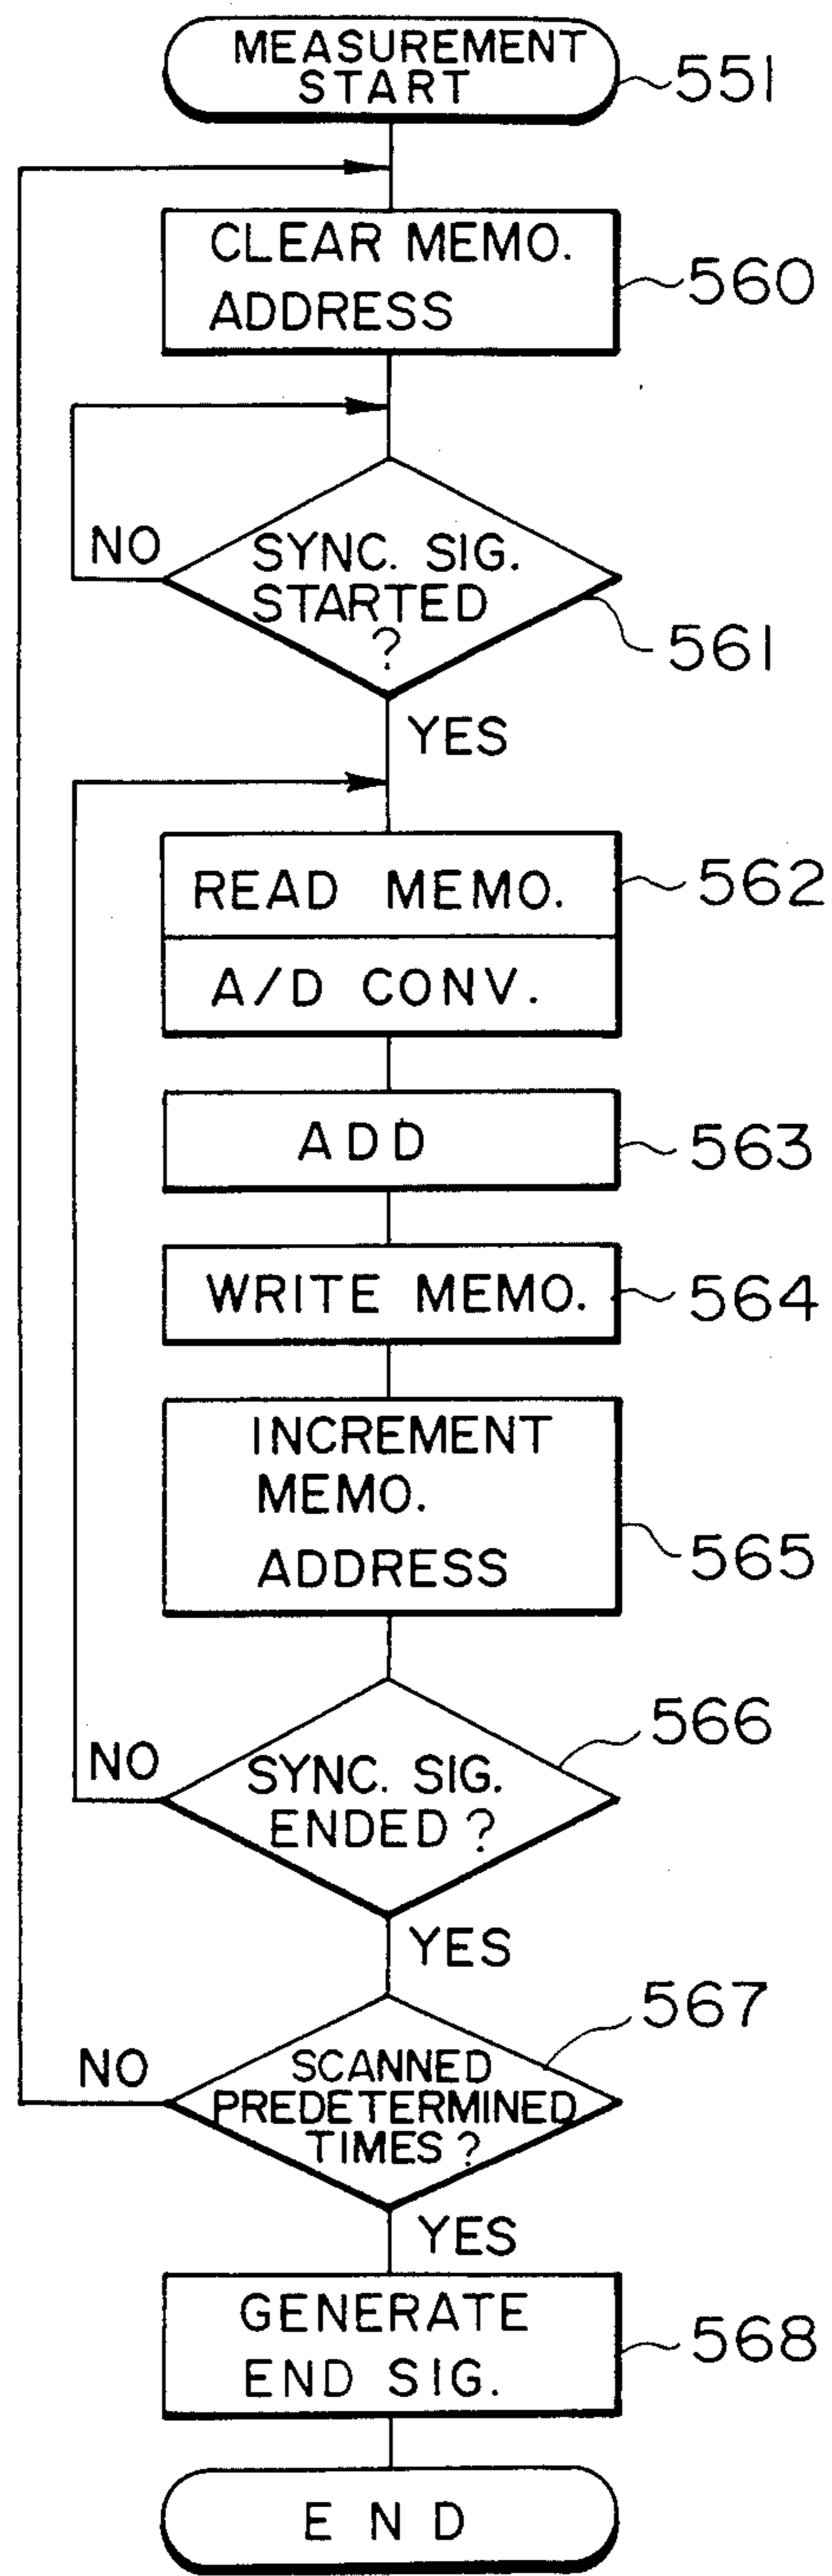 MEASUREMENT
START
551
CLEAR MEMO.
ADDRESS
560
NO
SYNC. SIG.
STARTED
?
561
YES
READ MEMO.
562
A/D CONV.
ADD
563
WRITE MEMO.
564
INCREMENT
MEMO.
ADDRESS
565
566
NO
SYNC. SIG.
ENDED ?
YES
567
NO
SCANNED
PREDETERMINED
TIMES ?
YES
GENERATE
END SIG.
568
END